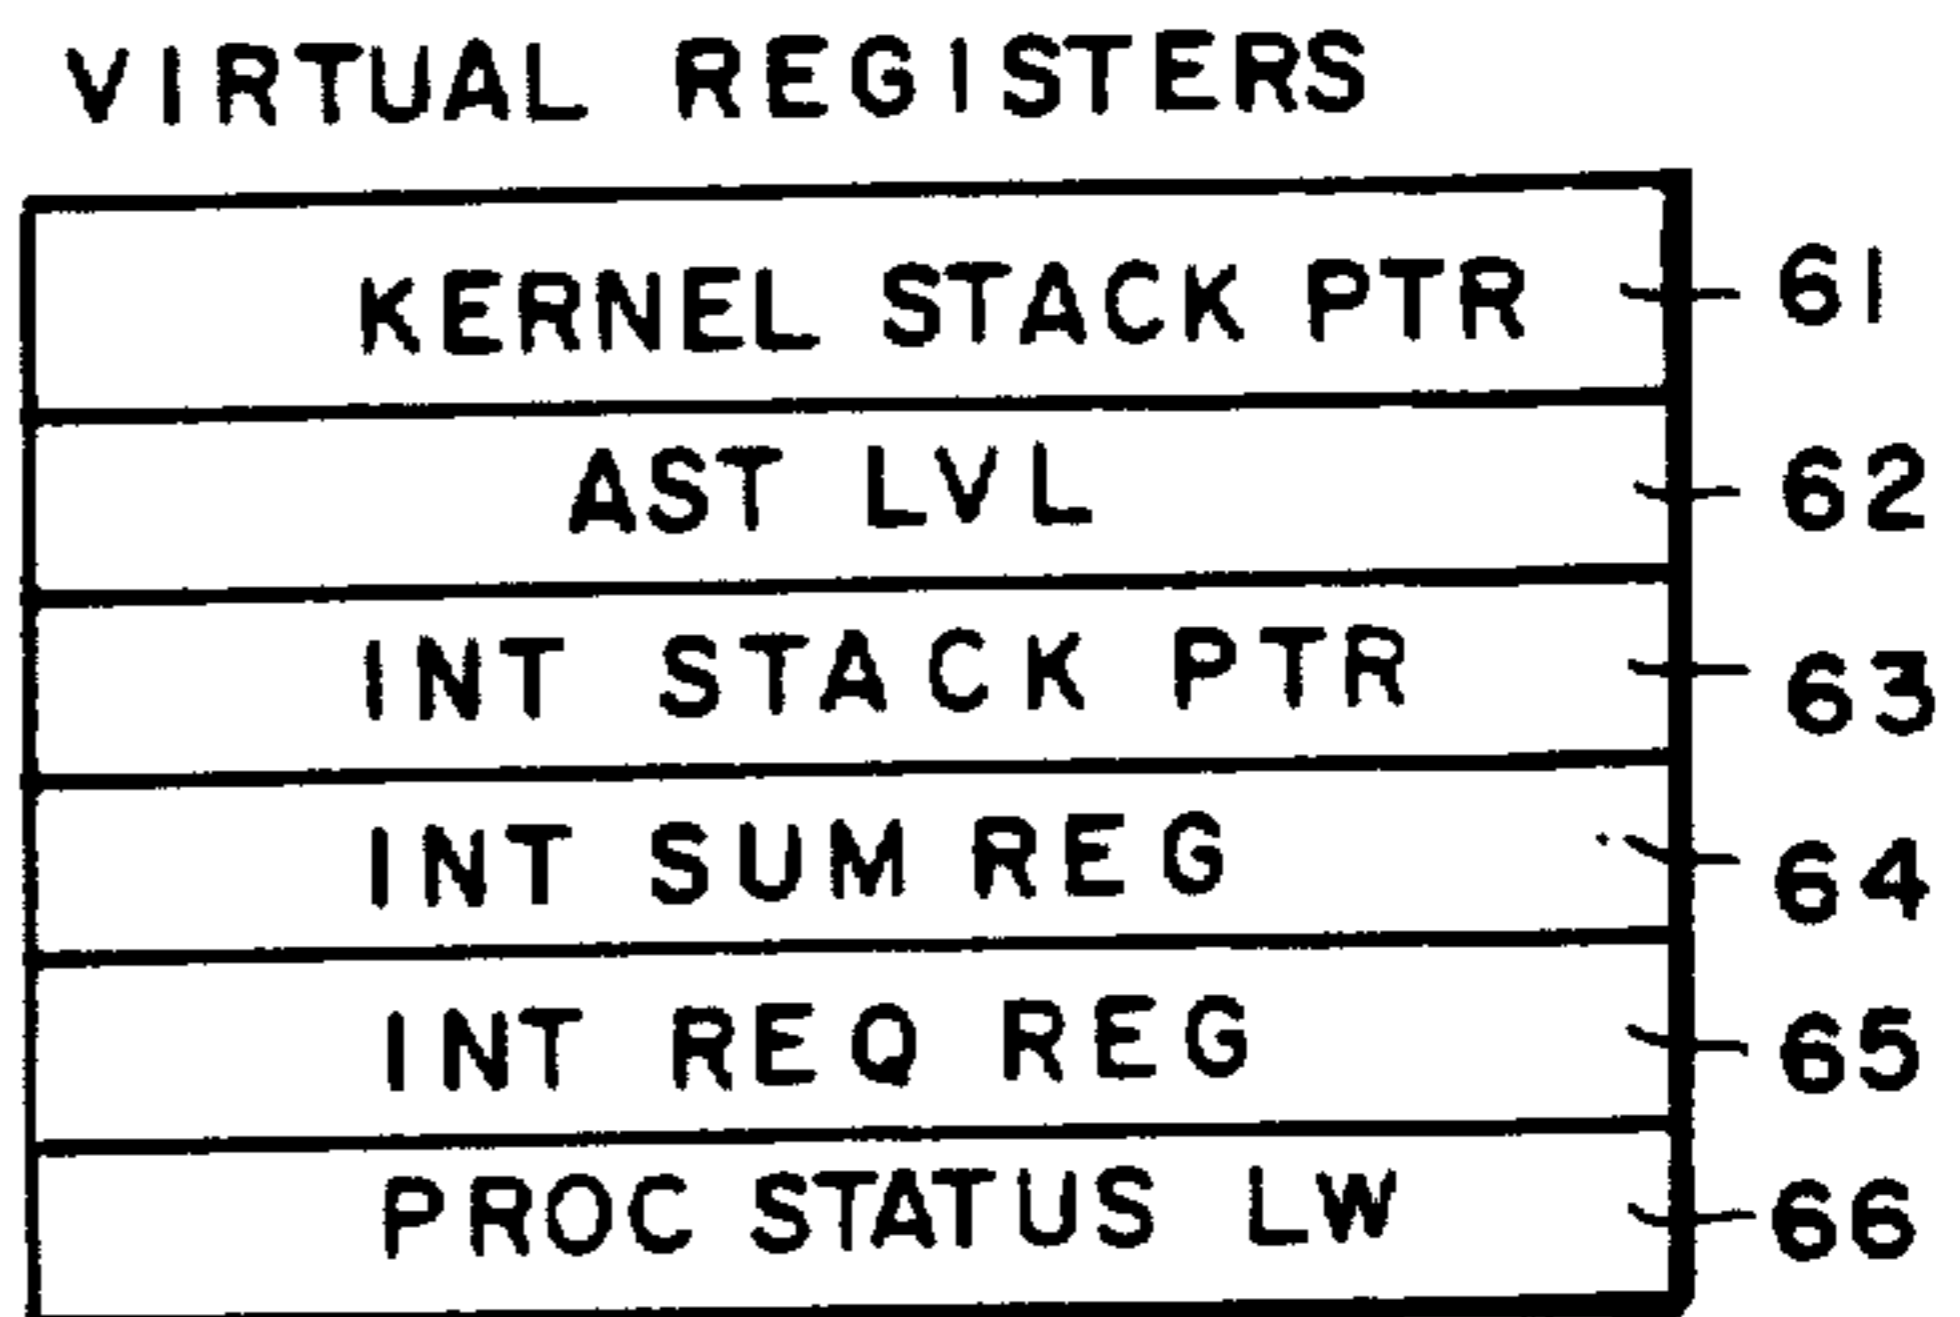 VIRTUAL REGISTERS
KERNEL STACK PTR 61
AST LVL 62
INT STACK PTR 63
INT SUM REG 64
INT REQ REG 65
PROC STATUS LW 66